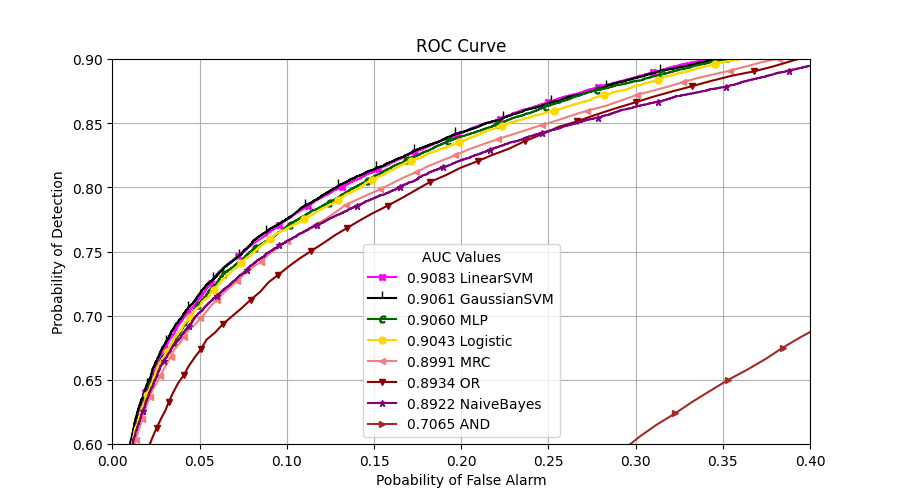 ROC Curve
0.90
0.85
0.80
0.75
0.70
0.65
0.60
Probability of Detection
AUC Values
0.9083 LinearSVM
0.9061 GaussianSVM
0.9060 MLP
0.9043 Logistic
0.8991 MRC
0.8934 OR
0.8922 NaiveBayes
0.7065 AND
0.00 0.05 0.10 0.15 0.20 0.25 0.30 0.35 0.40
Pobability of False Alarm